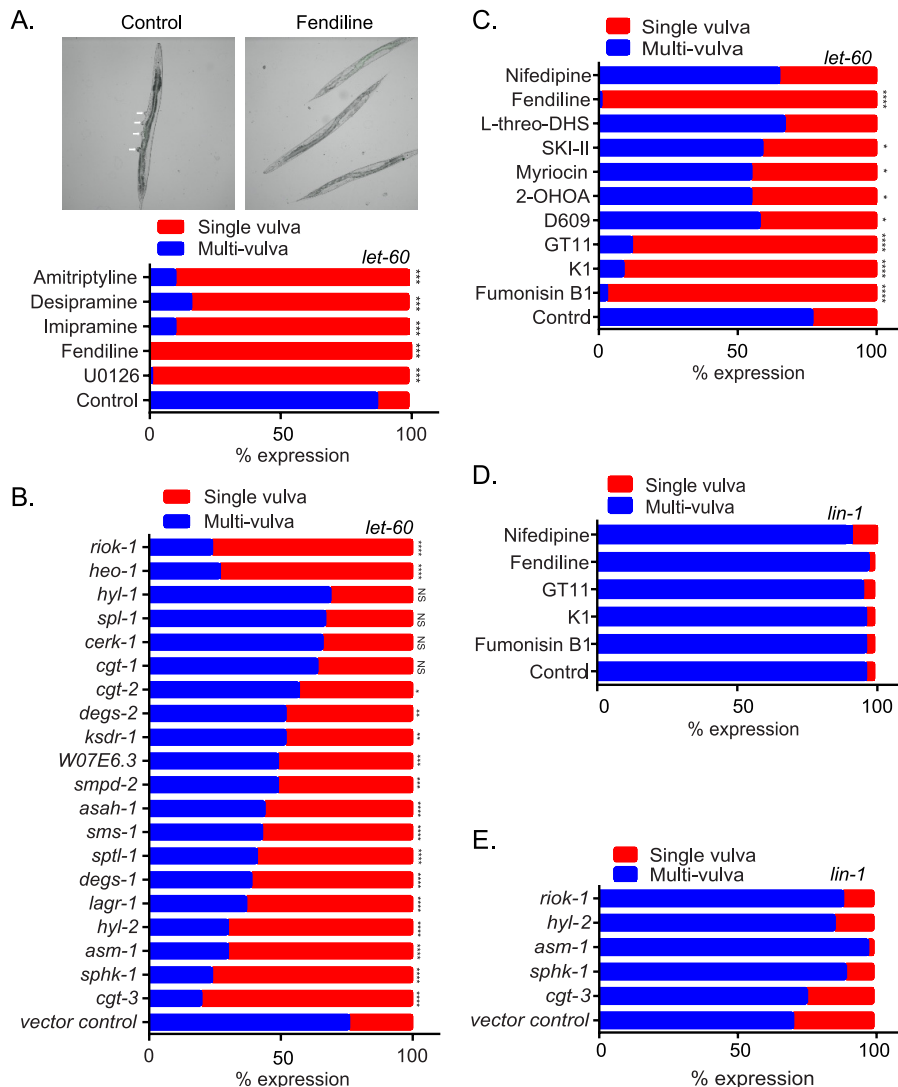 A.
Control
Fendiline
Single vulva
Multi-vulva
let-60
Amitriptyline ***
Desipramine ***
Imipramine ***
Fendiline ***
U0126 ***
Control
0 50 100
% expression
B.
Single vulva
Multi-vulva
let-60
riok-1 ****
heo-1 ****
hyl-1 NS
spl-1 NS
cerk-1 NS
cgt-1 NS
cgt-2 *
degs-2 **
ksdr-1 **
W07E6.3 ***
smpd-2 ***
asah-1 ****
sms-1 ****
sptl-1 ****
degs-1 ****
lagr-1 ****
hyl-2 ****
asm-1 ****
sphk-1 ****
cgt-3 ****
vector control
0 50 100
% expression
C.
Single vulva
Multi-vulva
let-60
Nifedipine
Fendiline ****
L-threo-DHS
SKI-II *
Myriocin *
2-OHOA *
D609 *
GT11 ****
K1 ****
Fumonisin B1 ****
Contrd
0 50 100
% expression
D.
Single vulva
Multi-vulva
lin-1
Nifedipine
Fendiline
GT11
K1
Fumonisin B1
Control
0 50 100
% expression
E.
Single vulva
Multi-vulva
lin-1
riok-1
hyl-2
asm-1
sphk-1
cgt-3
vector control
0 50 100
% expression